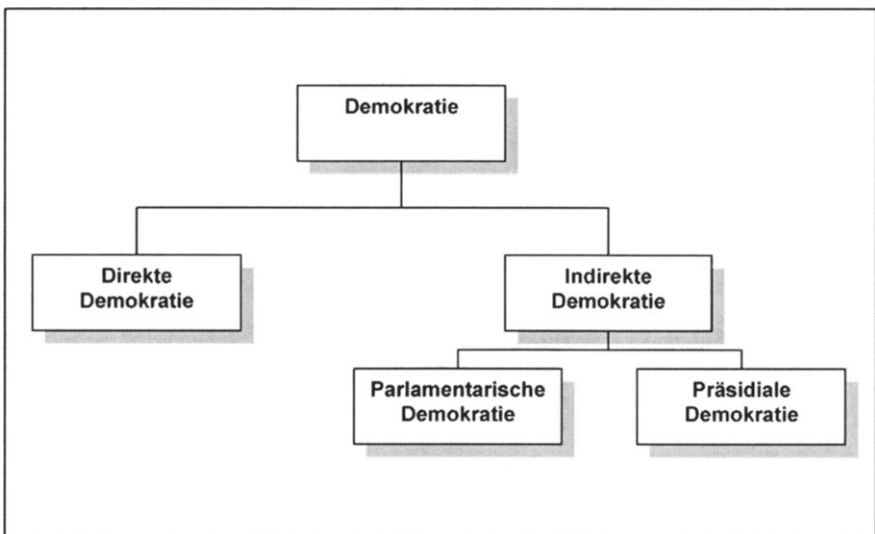 Demokratie
Direkte
Demokratie
Indirekte
Demokratie
Parlamentarische
Demokratie
Präsidiale
Demokratie